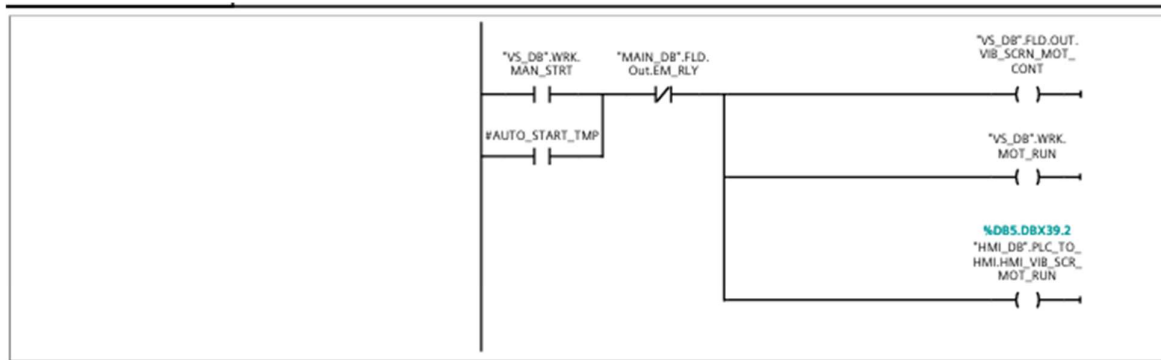 "VS_DB".WRK.
MAN_STRT
"MAIN_DB".FLD.
Out.EM_RLY
"VS_DB".FLD.OUT.
VIB_SCRN_MOT_
CONT
#AUTO_START_TMP
"VS_DB".WRK.
MOT_RUN
%DB5.DBX39.2
"HMI_DB".PLC_TO_
HMI.HMI_VIB_SCR_
MOT_RUN